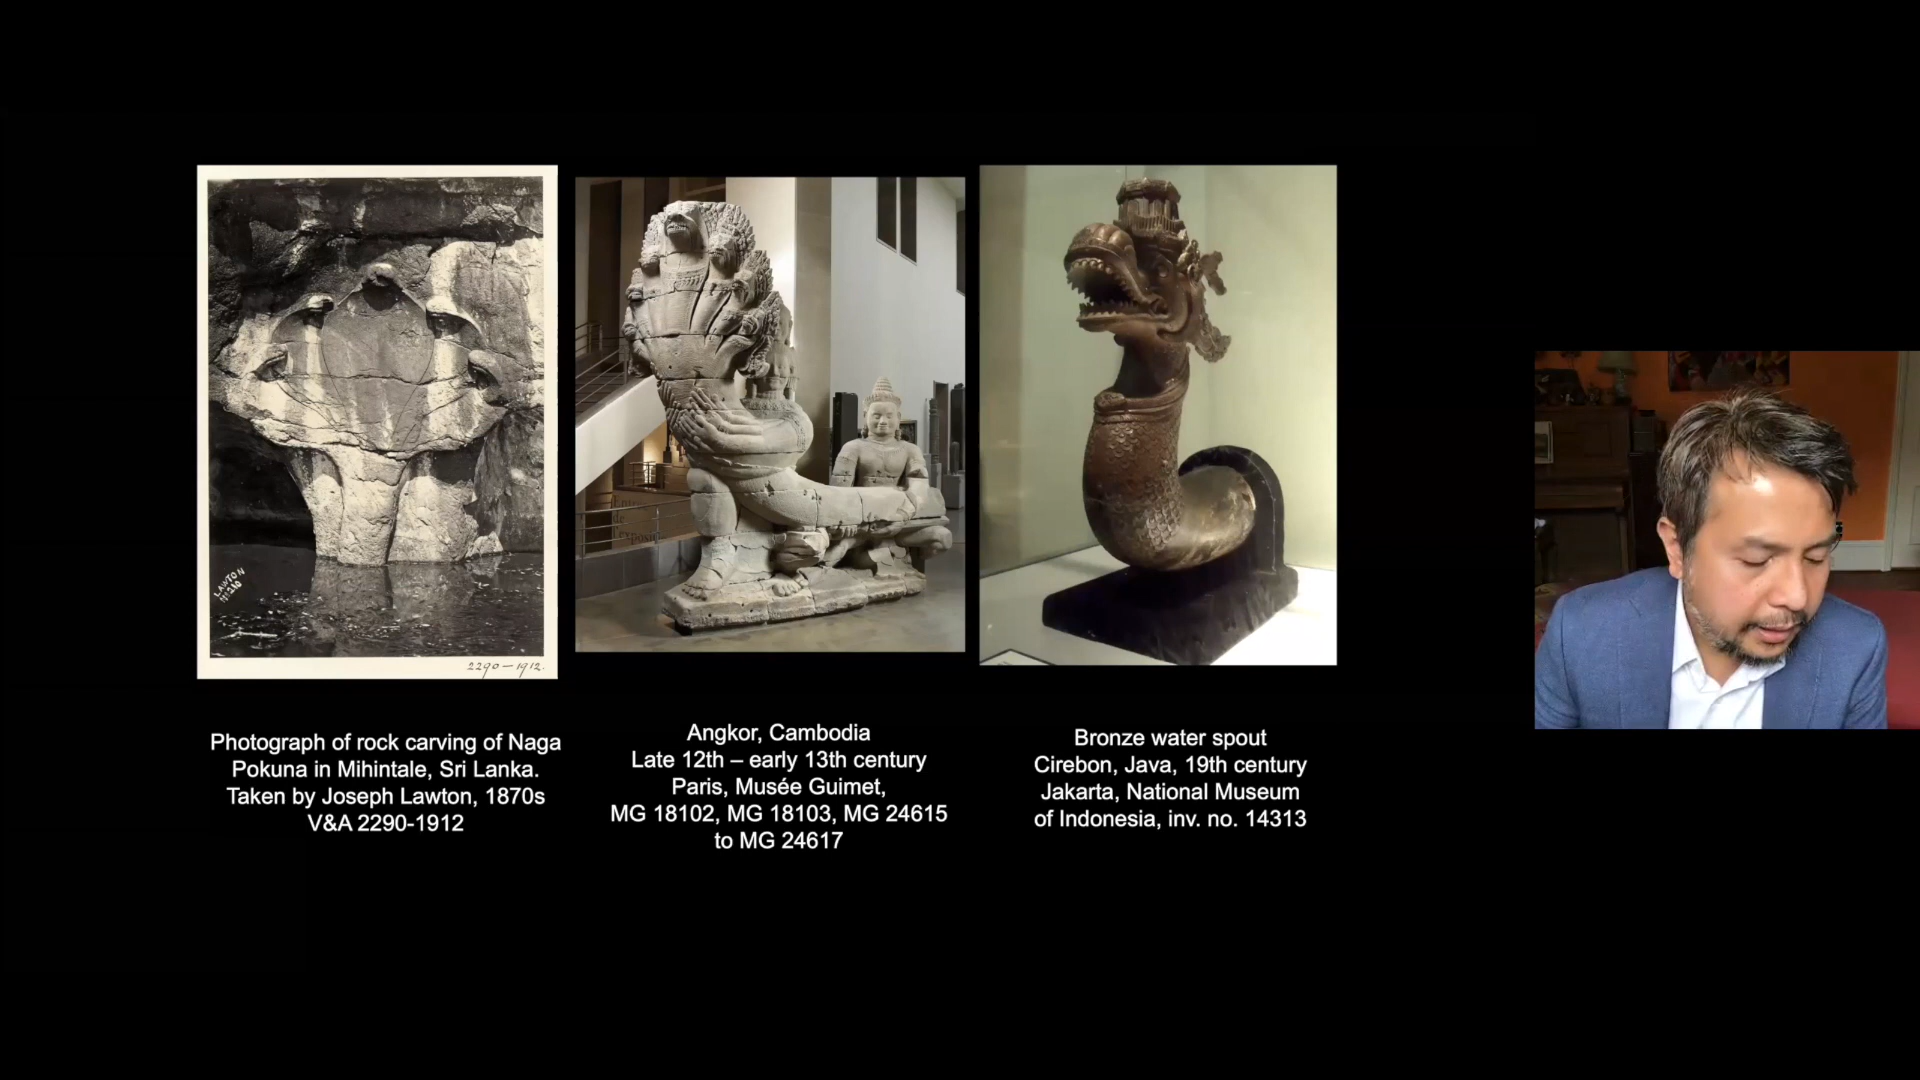 LAWTON
2290–1912.
Photograph of rock carving of Naga
Pokuna in Mihintale, Sri Lanka.
Taken by Joseph Lawton, 1870s
V&A 2290-1912
Angkor, Cambodia
Late 12th – early 13th century
Paris, Musée Guimet,
MG 18102, MG 18103, MG 24615
to MG 24617
Bronze water spout
Cirebon, Java, 19th century
Jakarta, National Museum
of Indonesia, inv. no. 14313